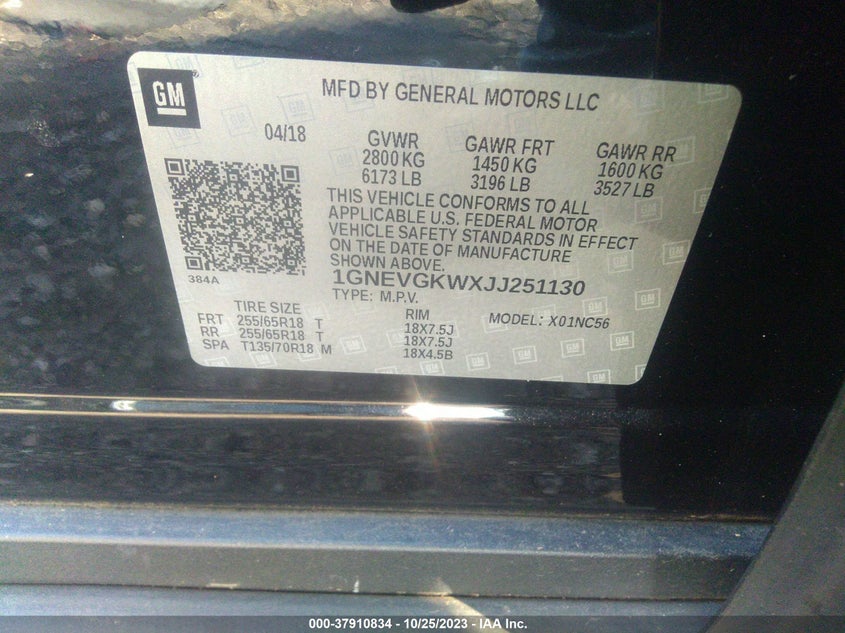 GM
MFD BY GENERAL MOTORS LLC
04/18
GVWR
2800 KG
6173 LB
GAWR FRT
1450 KG
3196 LB
GAWR RR
1600 KG
3527 LB
THIS VEHICLE CONFORMS TO ALL
APPLICABLE U.S. FEDERAL MOTOR
VEHICLE SAFETY STANDARDS IN EFFECT
ON THE DATE OF MANUFACTURE
SHOWN ABOVE.
384A
1GNEVGKWXJJ251130
TYPE: M.P.V.
TIRE SIZE
RIM
MODEL: X01NC56
FRT 255/65R18 T 18X7.5J
RR 255/65R18 T 18X7.5J
SPA T135/70R18 M 18X4.5B
000-37910834 - 10/25/2023 - IAA Inc.